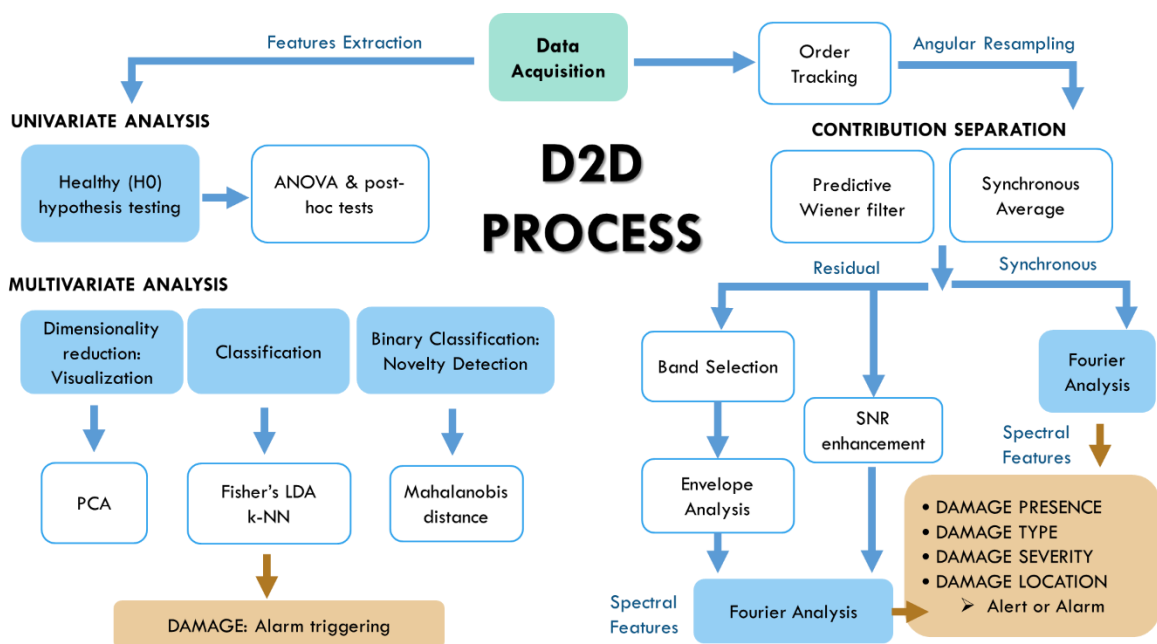 Features Extraction
Data
Acquisition
Order
Tracking
Angular Resampling
UNIVARIATE ANALYSIS
Healthy (H0)
hypothesis testing
ANOVA & post-
hoc tests
D2D
PROCESS
CONTRIBUTION SEPARATION
Predictive
Wiener filter
Synchronous
Average
Residual
Synchronous
MULTIVARIATE ANALYSIS
Dimensionality
reduction:
Visualization
Classification
Binary Classification:
Novelty Detection
PCA
Fisher's LDA
k-NN
Mahalanobis
distance
DAMAGE: Alarm triggering
Band Selection
SNR
enhancement
Fourier
Analysis
Envelope
Analysis
Spectral
Features
Spectral
Features
Fourier Analysis
• DAMAGE PRESENCE
• DAMAGE TYPE
• DAMAGE SEVERITY
• DAMAGE LOCATION
➢ Alert or Alarm